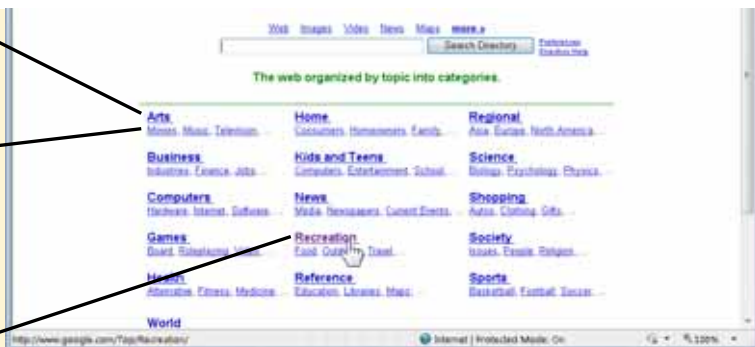 Web Images Video News Maps more »
Search Directory Preferences
Directory Help
The web organized by topic into categories.
Arts Home Regional
Movies, Music, Television, ... Consumers, Homeowners, Family, ... Asia, Europe, North America, ...
Business Kids and Teens Science
Industries, Finance, Jobs, ... Computers, Entertainment, School, ... Biology, Psychology, Physics, ...
Computers News Shopping
Hardware, Internet, Software, ... Media, Newspapers, Current Events, ... Autos, Clothing, Gifts, ...
Games Recreation Society
Board, Roleplaying, Video, ... Food, Travel, ... Issues, People, Religion, ...
Health Reference Sports
Alternative, Fitness, Medicine, ... Education, Libraries, Maps, ... Basketball, Football, Soccer, ...
World
http://www.google.com/Top/Recreation/ Internet | Protected Mode: On 100%